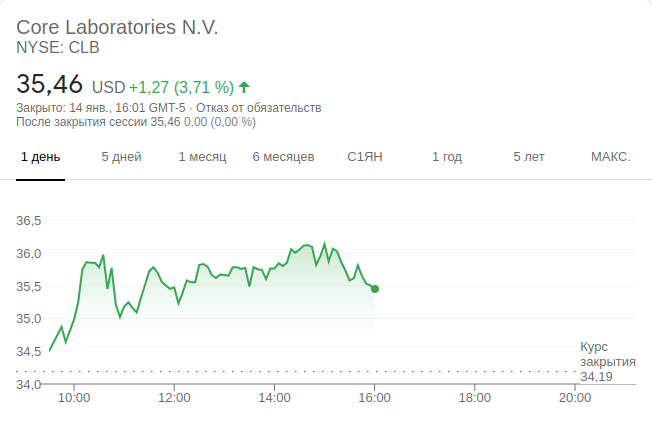 Core Laboratories N.V.
NYSE: CLB
35,46 USD +1,27 (3,71 %)
Закрыто: 14 янв., 16:01 GMT-5 · Отказ от обязательств
После закрытия сессии 35,46 0,00 (0,00 %)
1 день 5 дней 1 месяц 6 месяцев С1ЯН 1 год 5 лет МАКС.
36,5
36,0
35,5
35,0
34,5
34,0
Курс
закрытия
34,19
10:00 12:00 14:00 16:00 18:00 20:00